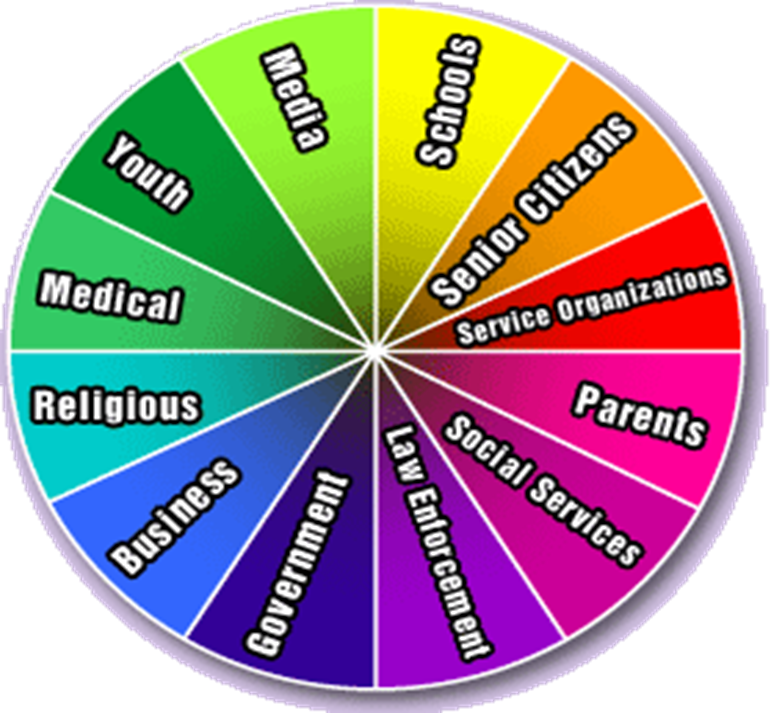 Schools
Senior Citizens
Service Organizations
Parents
Social Services
Law Enforcement
Government
Business
Religious
Medical
Youth
Media